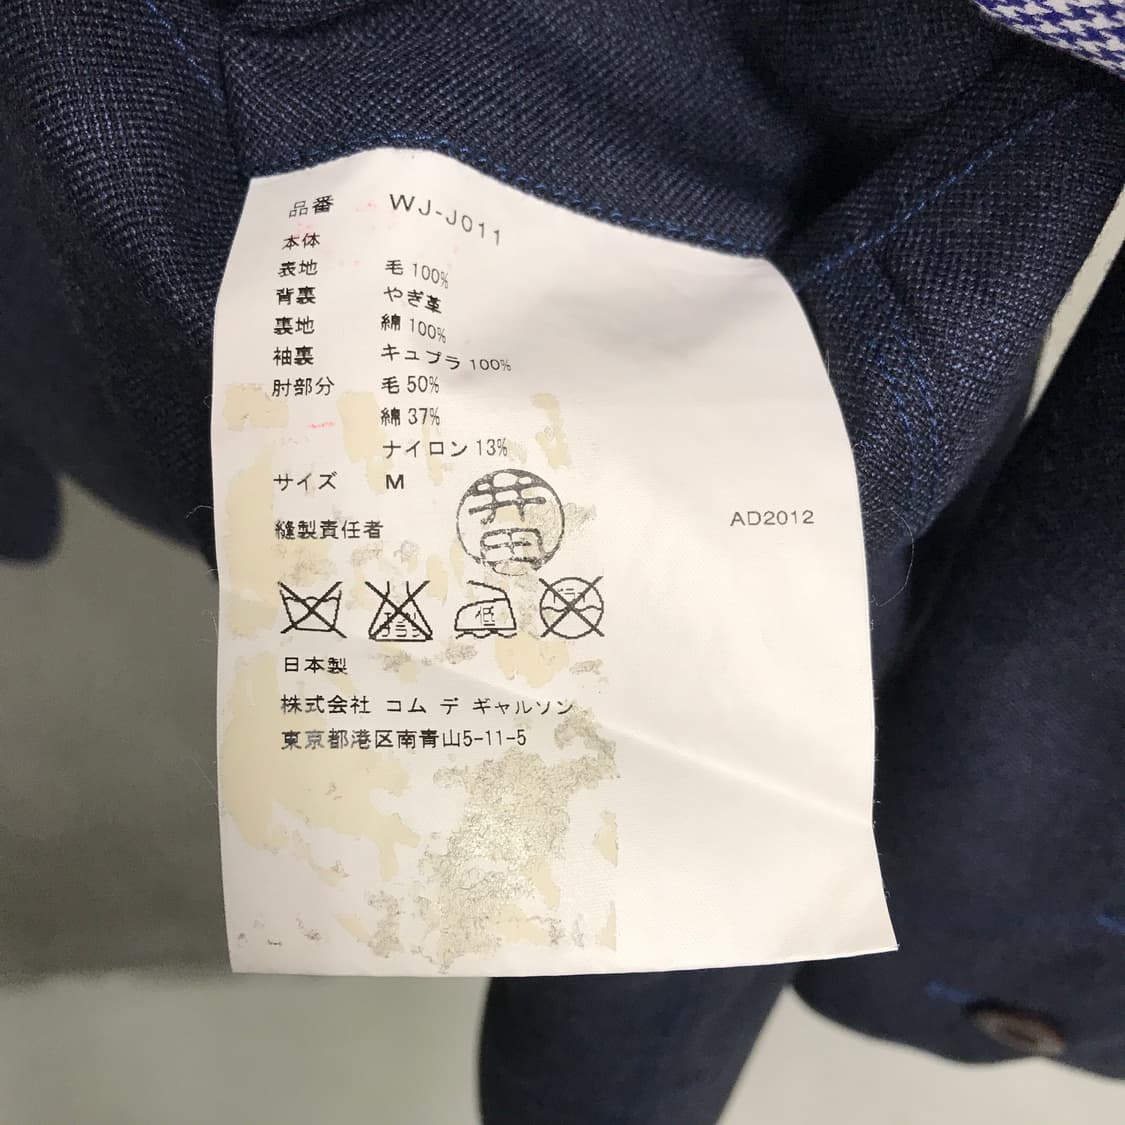 品番 WJ-J011
本体
表地 毛 100%
背裏 やぎ革
裏地 綿 100%
袖裏 キュプラ 100%
肘部分 毛 50%
綿 37%
ナイロン 13%
サイズ M
縫製責任者 井田
AD2012
低
日本製
株式会社 コム デ ギャルソン
東京都港区南青山5-11-5